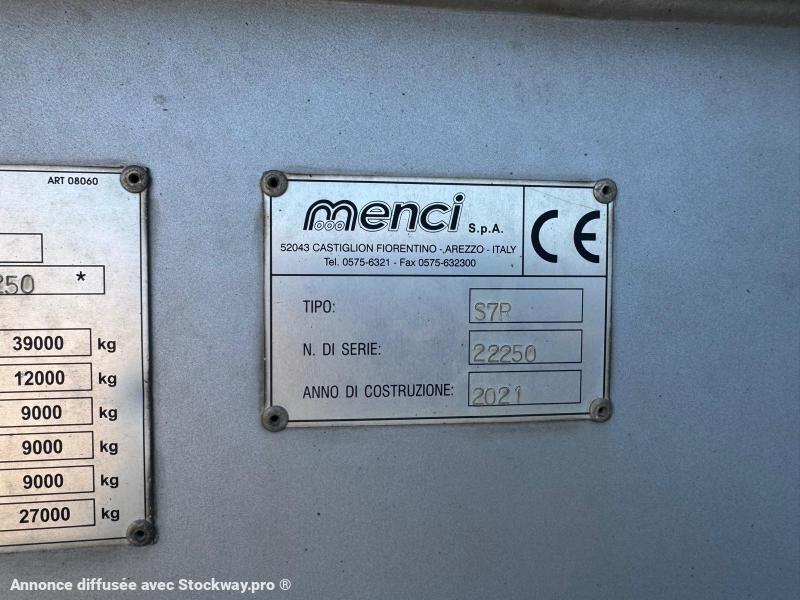 ART 08060
250 *
39000 kg
12000 kg
9000 kg
9000 kg
9000 kg
27000 kg
menci S.p.A.
52043 CASTIGLION FIORENTINO - AREZZO - ITALY
Tel. 0575-6321 - Fax 0575-632300
CE
TIPO: S7R
N. DI SERIE: 22250
ANNO DI COSTRUZIONE: 2021
Annonce diffusée avec Stockway.pro ®